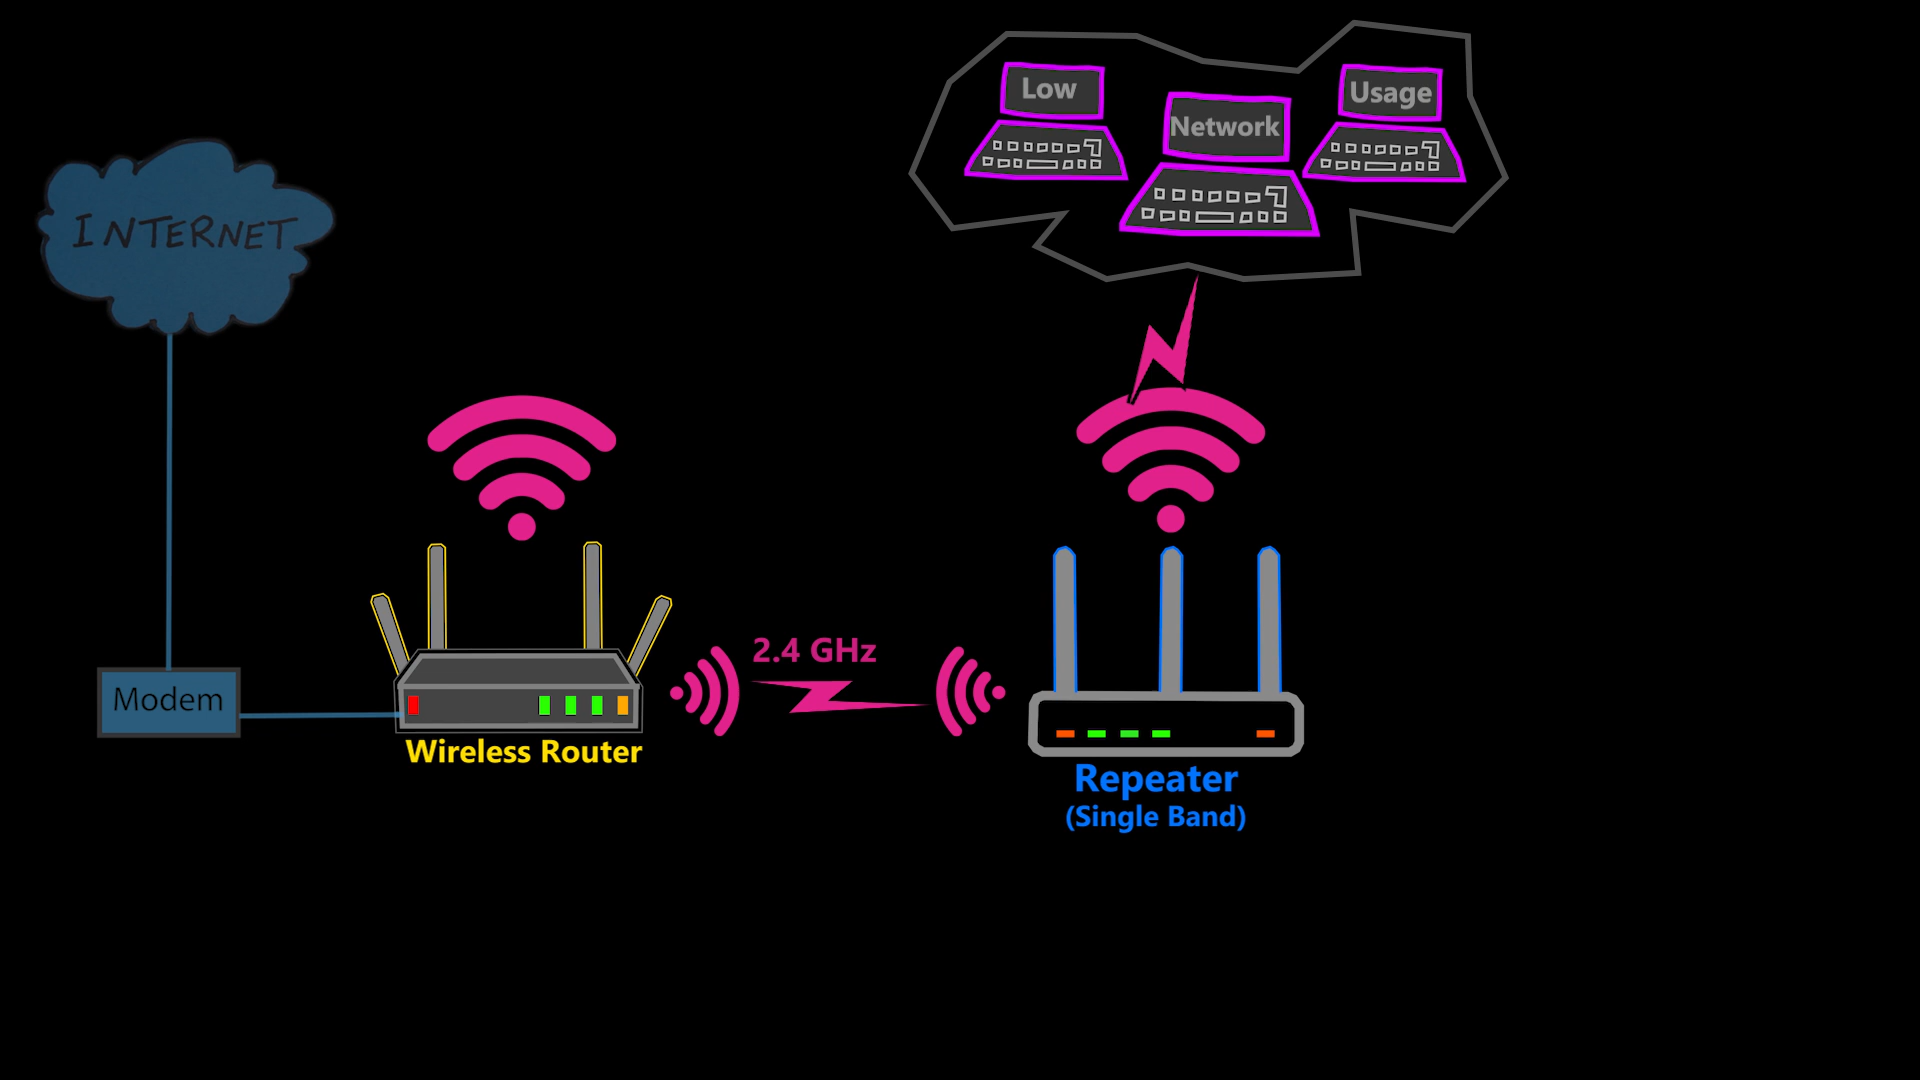 Low
Network
Usage
INTERNET
2.4 GHz
Modem
Wireless Router
Repeater
(Single Band)